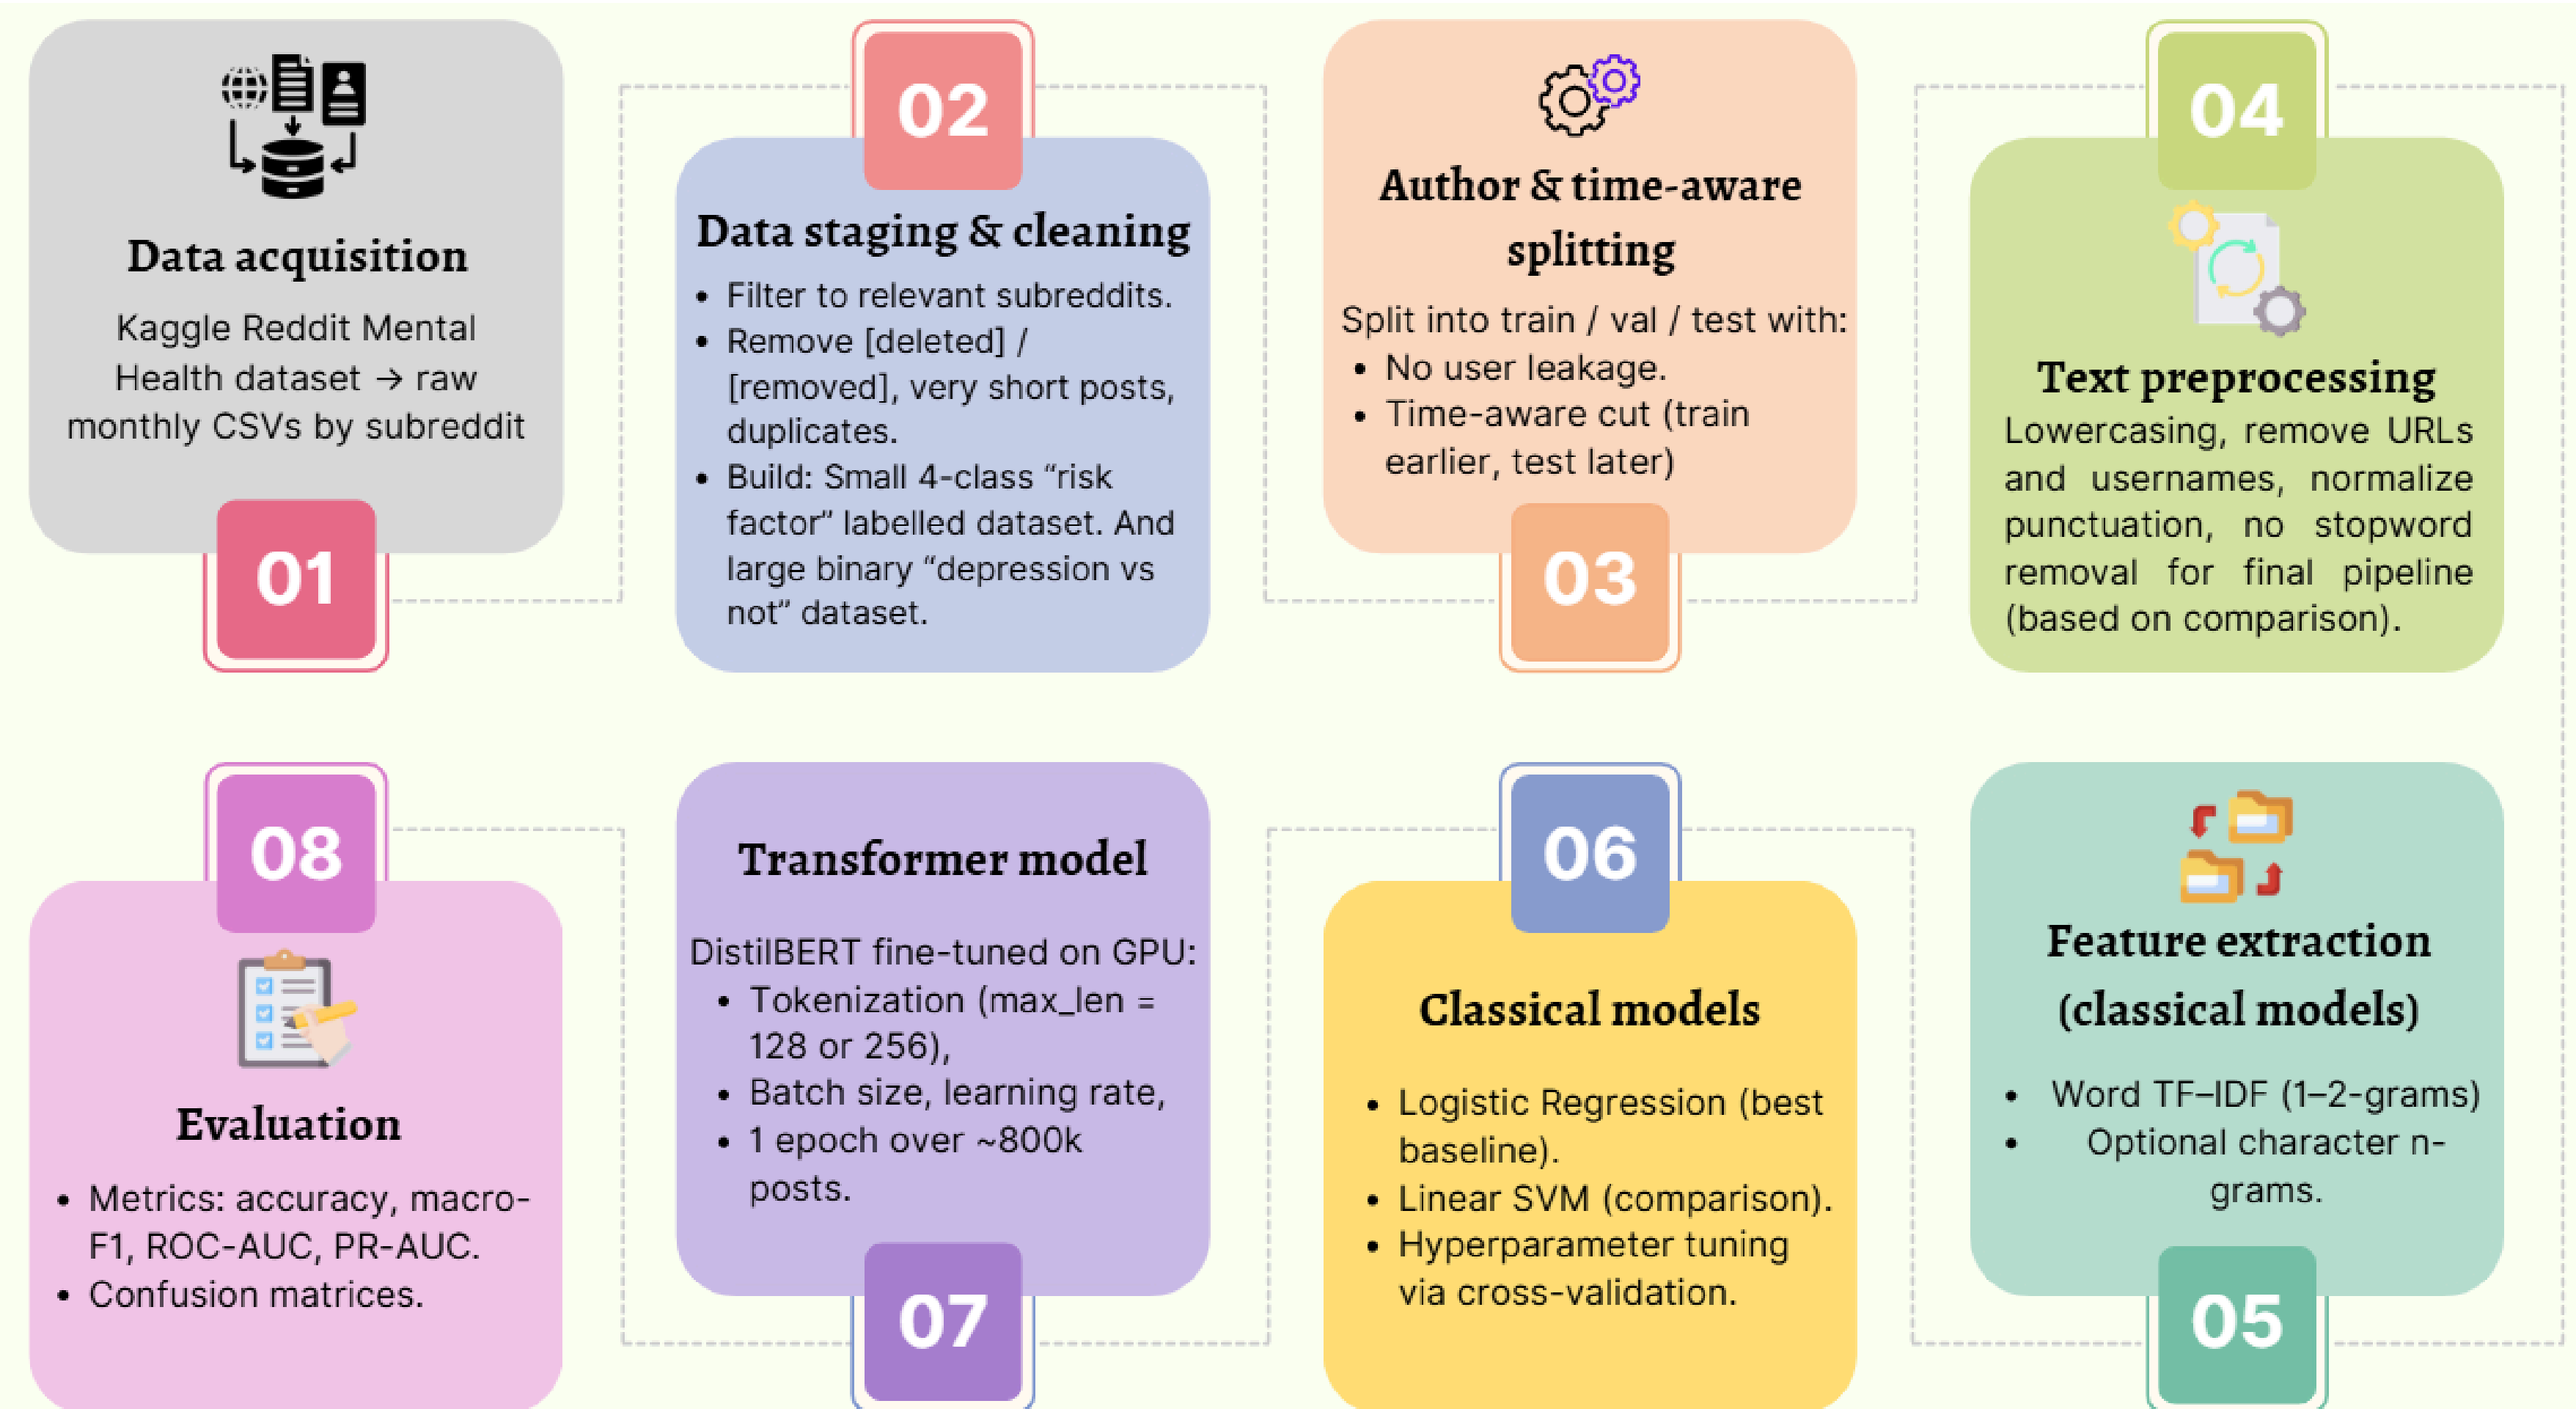 Data acquisition
Kaggle Reddit Mental
Health dataset → raw
monthly CSVs by subreddit
01
02
Data staging & cleaning
• Filter to relevant subreddits.
• Remove [deleted] /
[removed], very short posts,
duplicates.
• Build: Small 4-class “risk
factor” labelled dataset. And
large binary “depression vs
not” dataset.
Author & time-aware
splitting
Split into train / val / test with:
• No user leakage.
• Time-aware cut (train
earlier, test later)
03
04
Text preprocessing
Lowercasing, remove URLs
and usernames, normalize
punctuation, no stopword
removal for final pipeline
(based on comparison).
Feature extraction
(classical models)
• Word TF–IDF (1–2-grams)
• Optional character n-
grams.
05
06
Classical models
• Logistic Regression (best
baseline).
• Linear SVM (comparison).
• Hyperparameter tuning
via cross-validation.
Transformer model
DistilBERT fine-tuned on GPU:
• Tokenization (max_len =
128 or 256),
• Batch size, learning rate,
• 1 epoch over ~800k
posts.
07
08
Evaluation
• Metrics: accuracy, macro-
F1, ROC-AUC, PR-AUC.
• Confusion matrices.